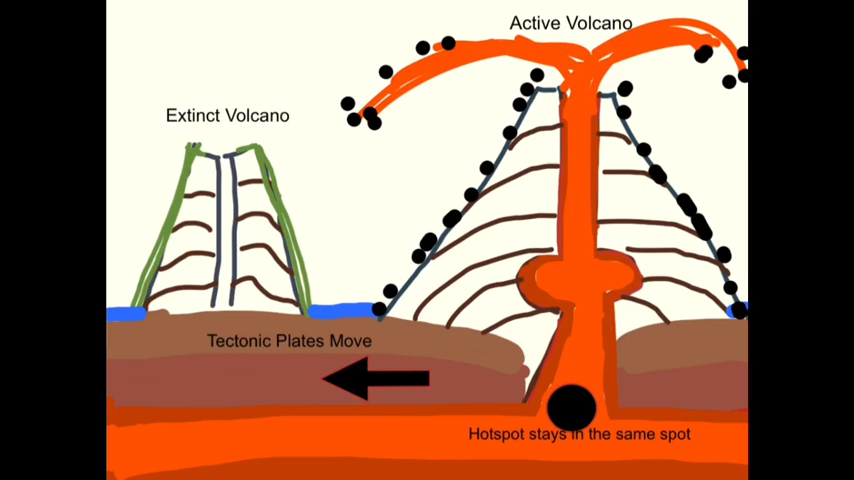 Active Volcano
Extinct Volcano
Tectonic Plates Move
Hotspot stays in the same spot